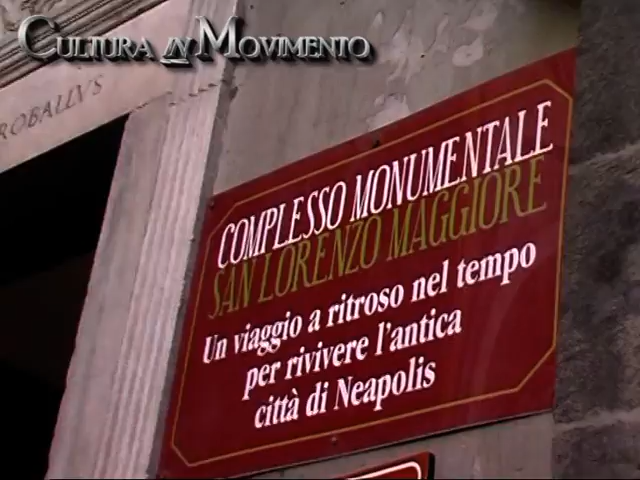 CULTURA IN MOVIMENTO
ROBALLVS
COMPLESSO MONUMENTALE
SAN LORENZO MAGGIORE
Un viaggio a ritroso nel tempo
per rivivere l'antica
città di Neapolis